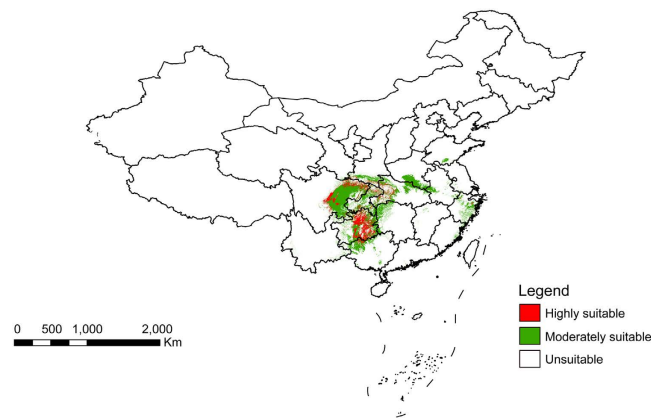 Legend
Highly suitable
Moderately suitable
Unsuitable
0 500 1,000 2,000
Km